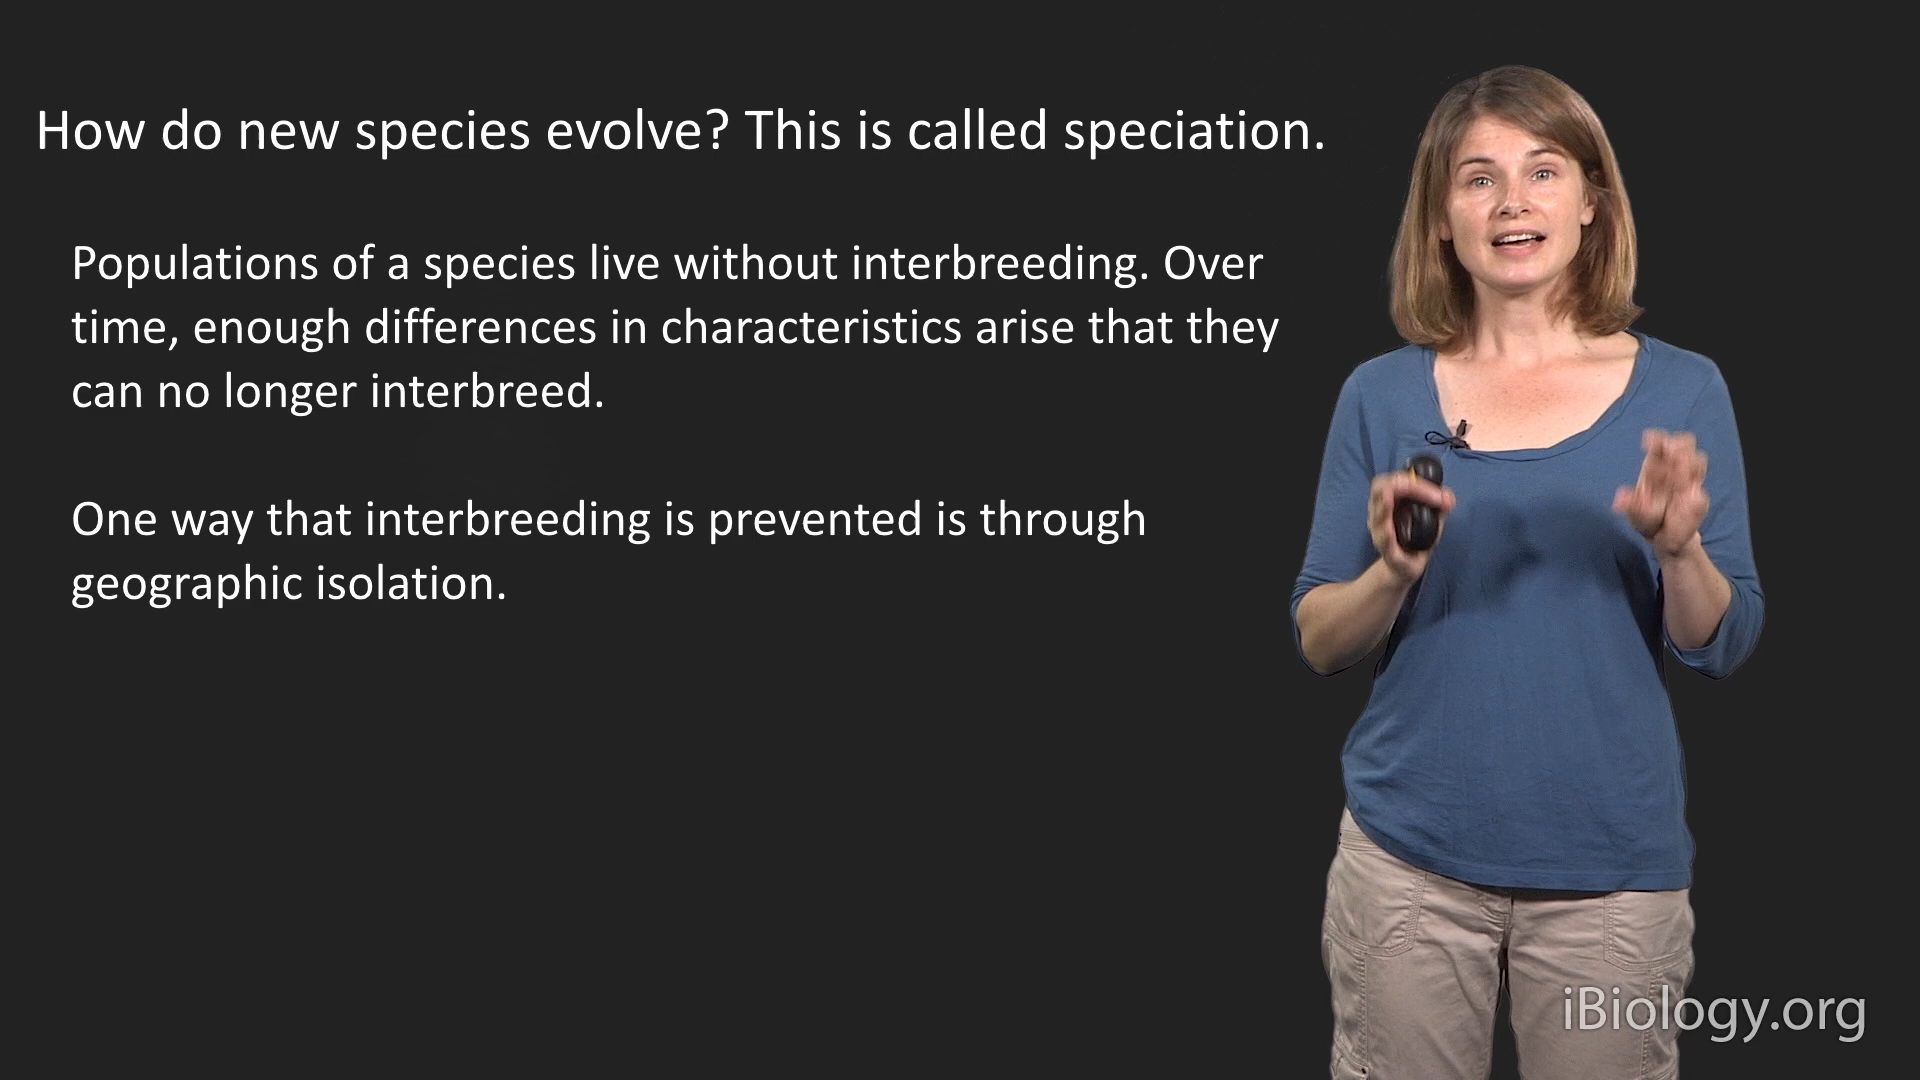 How do new species evolve? This is called speciation.
Populations of a species live without interbreeding. Over
time, enough differences in characteristics arise that they
can no longer interbreed.
One way that interbreeding is prevented is through
geographic isolation.
iBiology.org